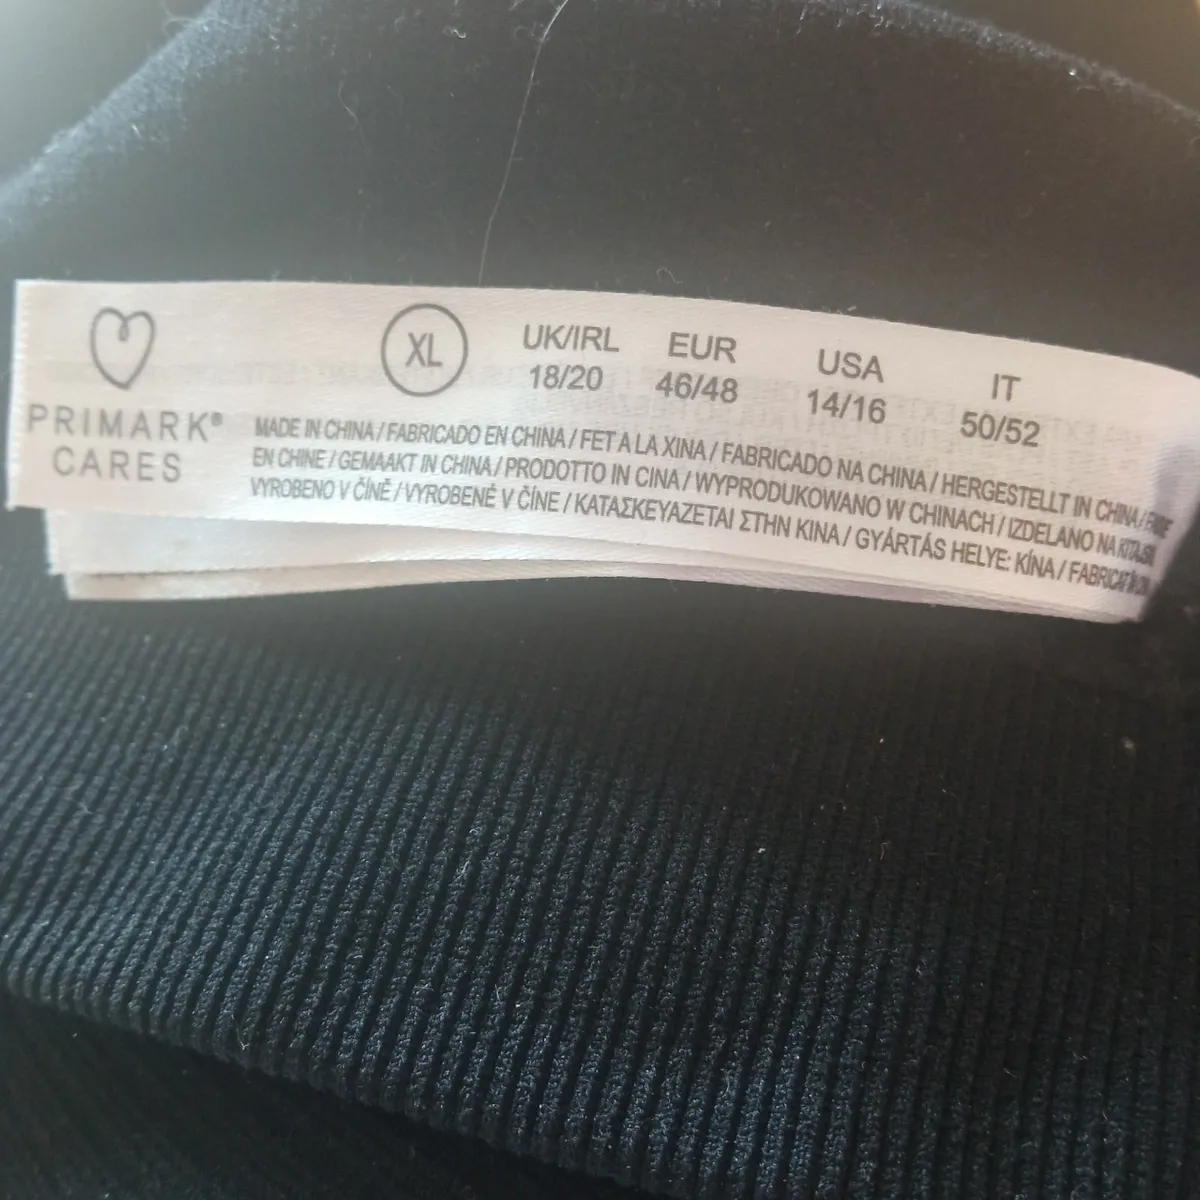 PRIMARK®
CARES
XL
UK/IRL
18/20
EUR
46/48
USA
14/16
IT
50/52
MADE IN CHINA / FABRICADO EN CHINA / FET A LA XINA / FABRICADO NA CHINA / HERGESTELLT IN CHINA /
EN CHINE / GEMAAKT IN CHINA / PRODOTTO IN CINA / WYPRODUKOWANO W CHINACH / IZDELANO NA
VYROBENO V ČÍNĚ / VYROBENÉ V ČÍNE / ΚΑΤΑΣΚΕΥΑΖΕΤΑΙ ΣΤΗΝ ΚΙΝΑ / GYÁRTÁS HELYE: KÍNA / FABRICAT ÎN